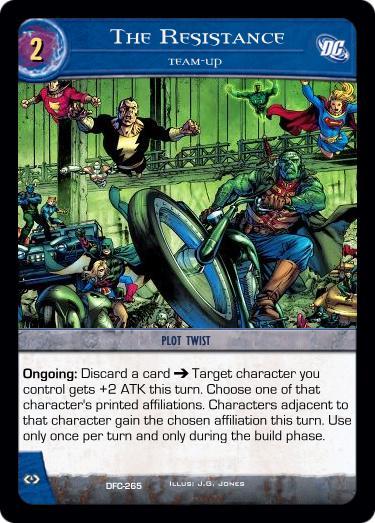 2
The Resistance
TEAM-UP
DC
PLOT TWIST
Ongoing: Discard a card ➔ Target character you
control gets +2 ATK this turn. Choose one of that
character's printed affiliations. Characters adjacent to
that character gain the chosen affiliation this turn. Use
only once per turn and only during the build phase.
DFC-265
Illus: J.G. Jones